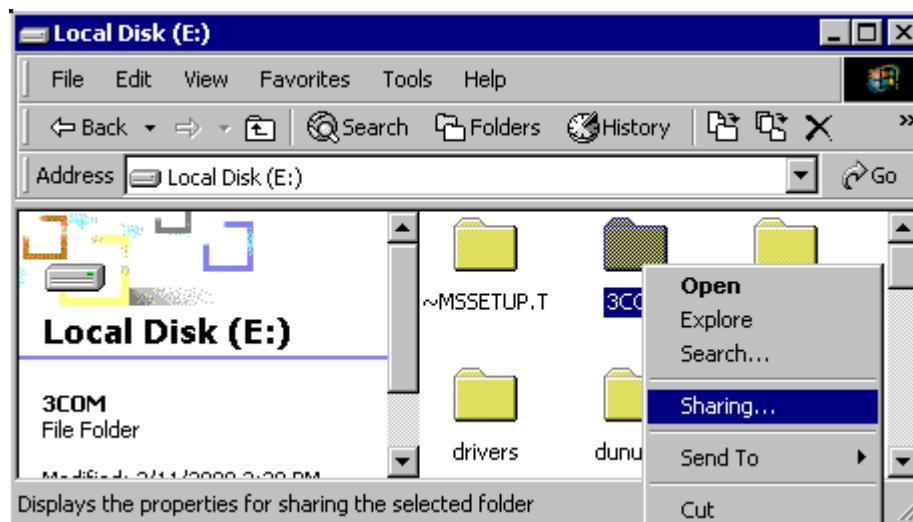 Local Disk (E:)
File Edit View Favorites Tools Help
Back Search Folders History »
Address Local Disk (E:) Go
~MSSETUP.T
Local Disk (E:)
3COM
File Folder
drivers
Open
Explore
Search...
Sharing...
Send To
Cut
Displays the properties for sharing the selected folder